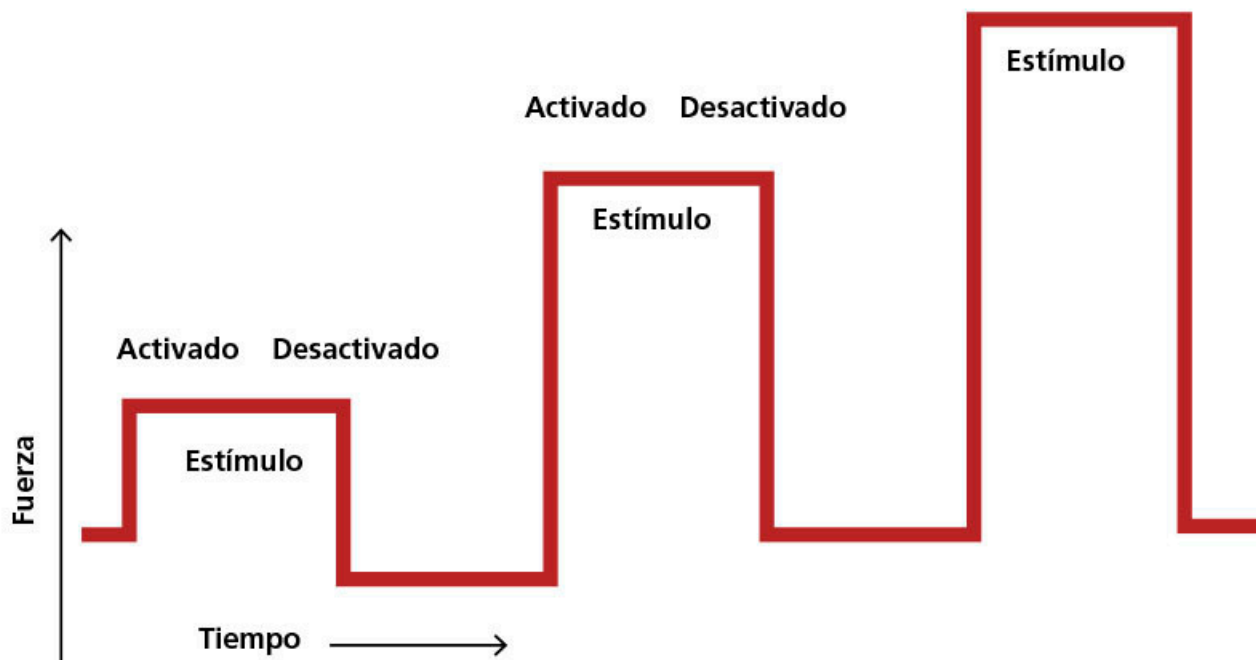 Estímulo
Activado Desactivado
Estímulo
Activado Desactivado
Estímulo
Fuerza
Tiempo